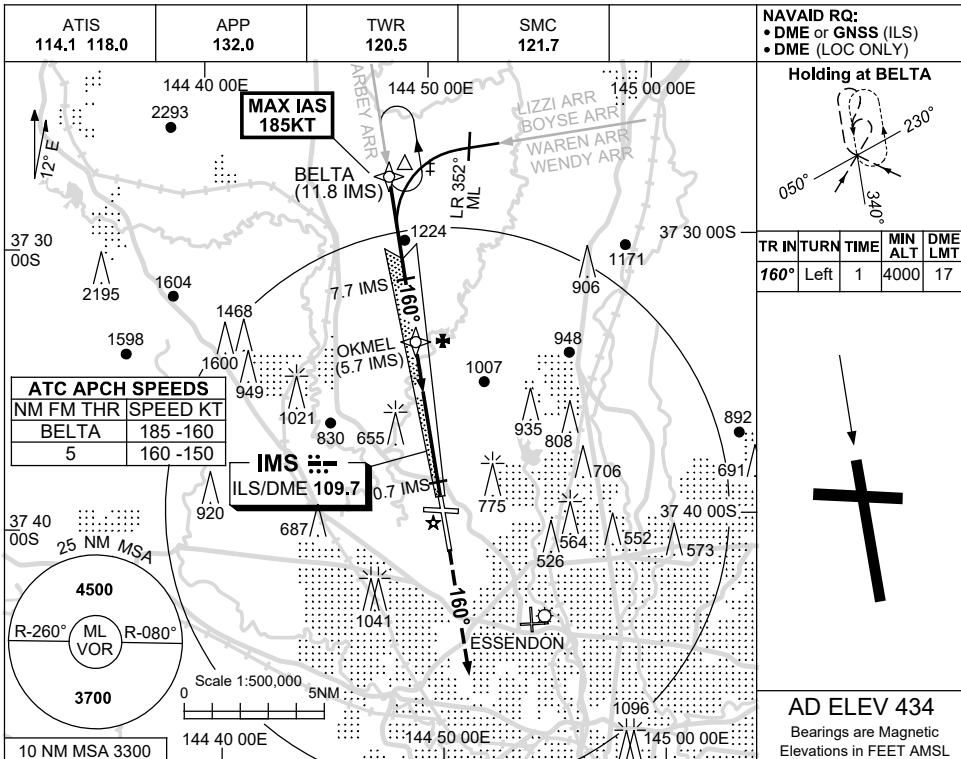 ATIS
114.1 118.0
APP
132.0
TWR
120.5
SMC
121.7
NAVAID RQ:
• DME or GNSS (ILS)
• DME (LOC ONLY)
144 40 00E
144 50 00E
145 00 00E
Holding at BELTA
230°
050°
340°
TR IN TURN TIME MIN ALT DME LMT
160° Left 1 4000 17
12° E
2293
MAX IAS
185KT
ARBEY ARR
LIZZI ARR
BOYSE ARR
WAREN ARR
WENDY ARR
BELTA
(11.8 IMS)
LR 352°
ML
37 30
00S
37 30 00S
1224
1171
2195
1604
7.7 IMS
160°
906
1468
1598
1600
949
OKMEL
(5.7 IMS)
948
1007
ATC APCH SPEEDS
NM FM THR SPEED KT
BELTA 185 -160
5 160 -150
1021
830
655
935
808
892
706
691
IMS
ILS/DME 109.7
0.7 IMS
775
920
687
37 40
00S
37 40 00S
564
552
526
573
25 NM MSA
4500
R-260°
ML
VOR
R-080°
3700
1041
160°
ESSENDON
Scale 1:500,000
0
5NM
1096
144 40 00E
144 50 00E
145 00 00E
10 NM MSA 3300
AD ELEV 434
Bearings are Magnetic
Elevations in FEET AMSL